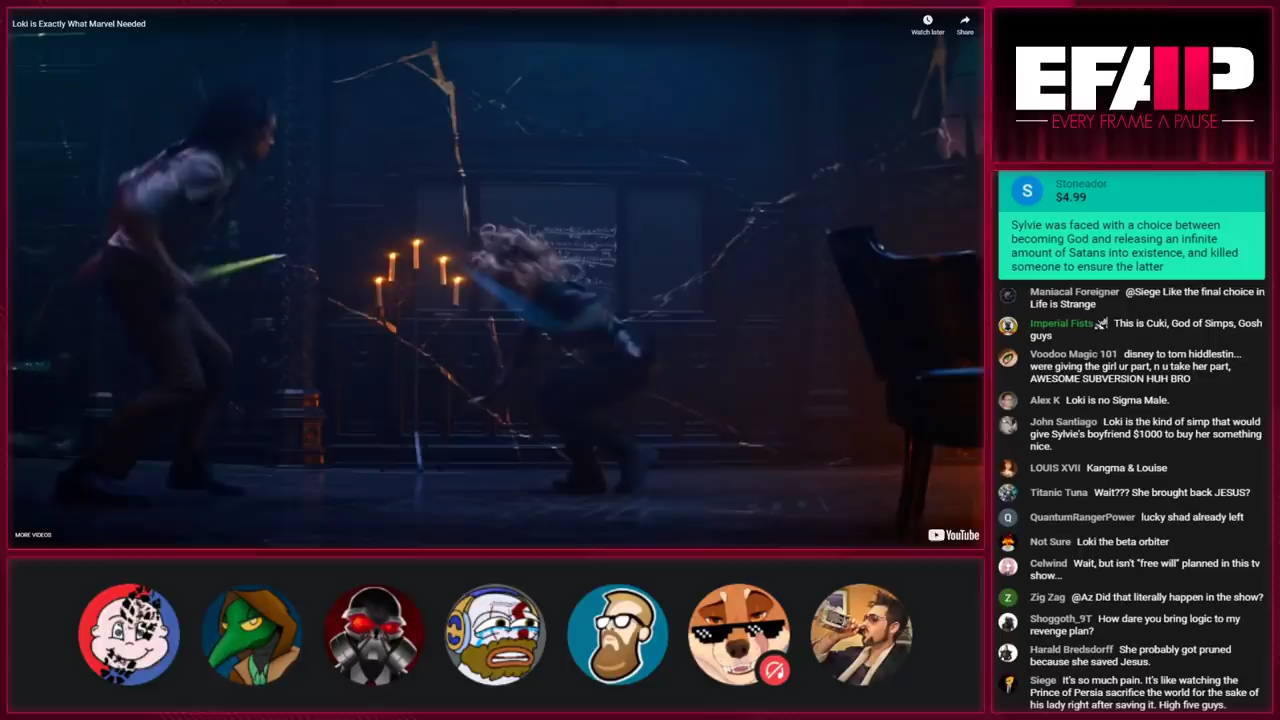 Loki is Exactly What Marvel Needed
Watch later
Share
MORE VIDEOS
YouTube
EFAP
EVERY FRAME A PAUSE
S
Stoneador
$4.99
Sylvie was faced with a choice between
becoming God and releasing an infinite
amount of Satans into existence, and killed
someone to ensure the latter
Maniacal Foreigner @Siege Like the final choice in
Life is Strange
Imperial Fists This is Cuki, God of Simps, Gosh
guys
Voodoo Magic 101 disney to tom hiddlestin...
were giving the girl ur part, n u take her part,
AWESOME SUBVERSION HUH BRO
Alex K Loki is no Sigma Male.
John Santiago Loki is the kind of simp that would
give Sylvie's boyfriend $1000 to buy her something
nice.
LOUIS XVII Kangma & Louise
Titanic Tuna Wait??? She brought back JESUS?
Q QuantumRangerPower lucky shad already left
Not Sure Loki the beta orbiter
Celwind Wait, but isn't "free will" planned in this tv
show...
Z Zig Zag @Az Did that literally happen in the show?
Shoggoth_9T How dare you bring logic to my
revenge plan?
Harald Bredsdorff She probably got pruned
because she saved Jesus.
Siege It's so much pain. It's like watching the
Prince of Persia sacrifice the world for the sake of
his lady right after saving it. High five guys.